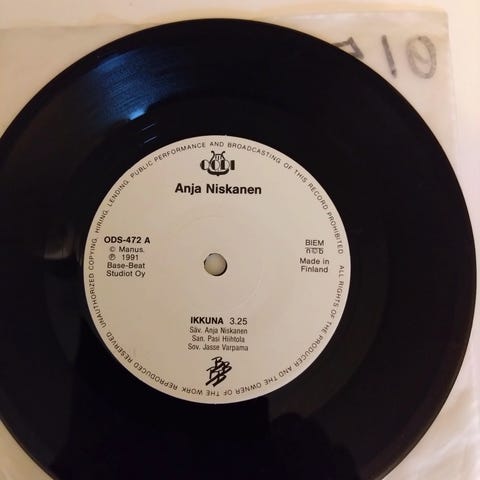 CODI
Anja Niskanen
ODS-472 A
© Manus.
℗ 1991
Base-Beat
Studiot Oy
BIEM
n©b
Made in
Finland
IKKUNA 3.25
Säv. Anja Niskanen
San. Pasi Hiihtola
Sov. Jasse Varpama
ALL RIGHTS OF THE PRODUCER AND THE OWNER OF THE WORK REPRODUCED RESERVED. UNAUTHORIZED COPYING, HIRING, LENDING, PUBLIC PERFORMANCE AND BROADCASTING OF THIS RECORD PROHIBITED